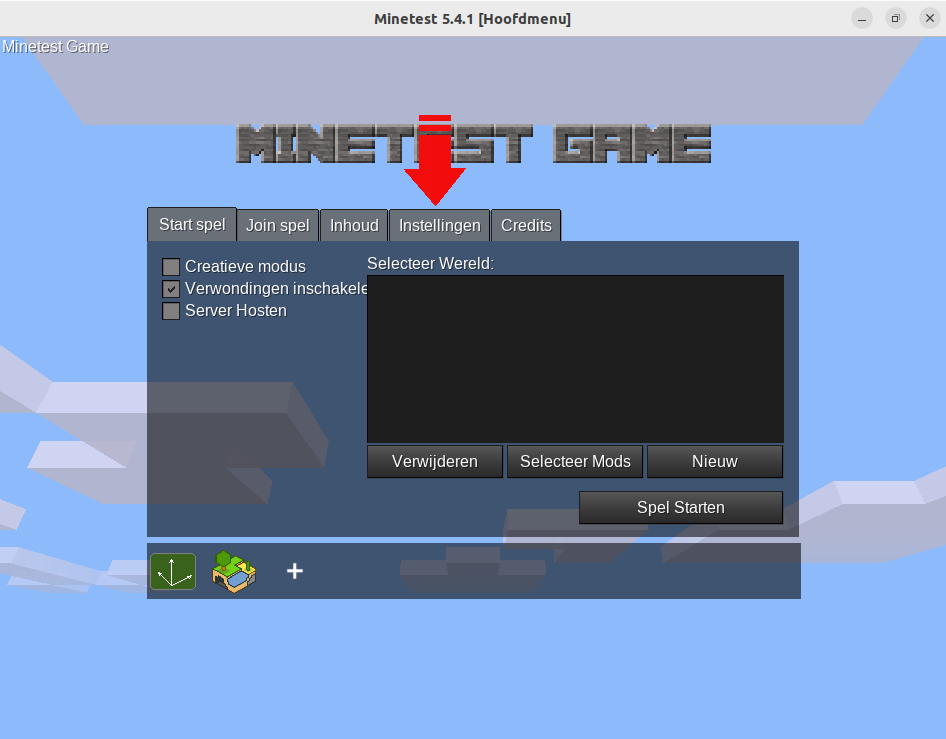 Minetest 5.4.1 [Hoofdmenu]
Minetest Game
MINETEST GAME
Start spel
Join spel
Inhoud
Instellingen
Credits
Creatieve modus
Verwondingen inschakele
Server Hosten
Selecteer Wereld:
Verwijderen
Selecteer Mods
Nieuw
Spel Starten